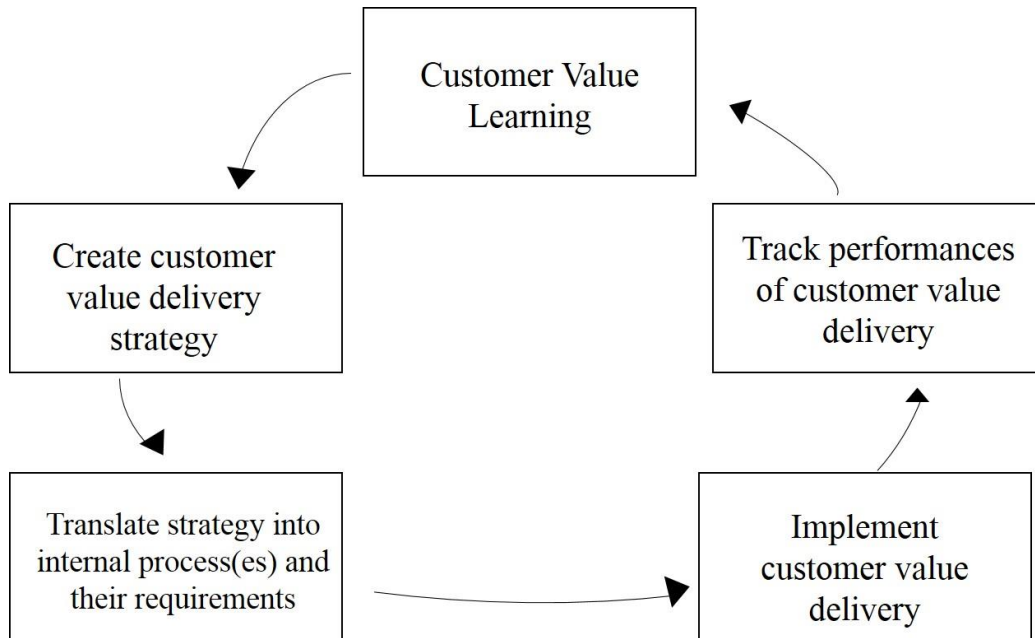 Customer Value
Learning
Create customer
value delivery
strategy
Track performances
of customer value
delivery
Translate strategy into
internal process(es) and
their requirements
Implement
customer value
delivery